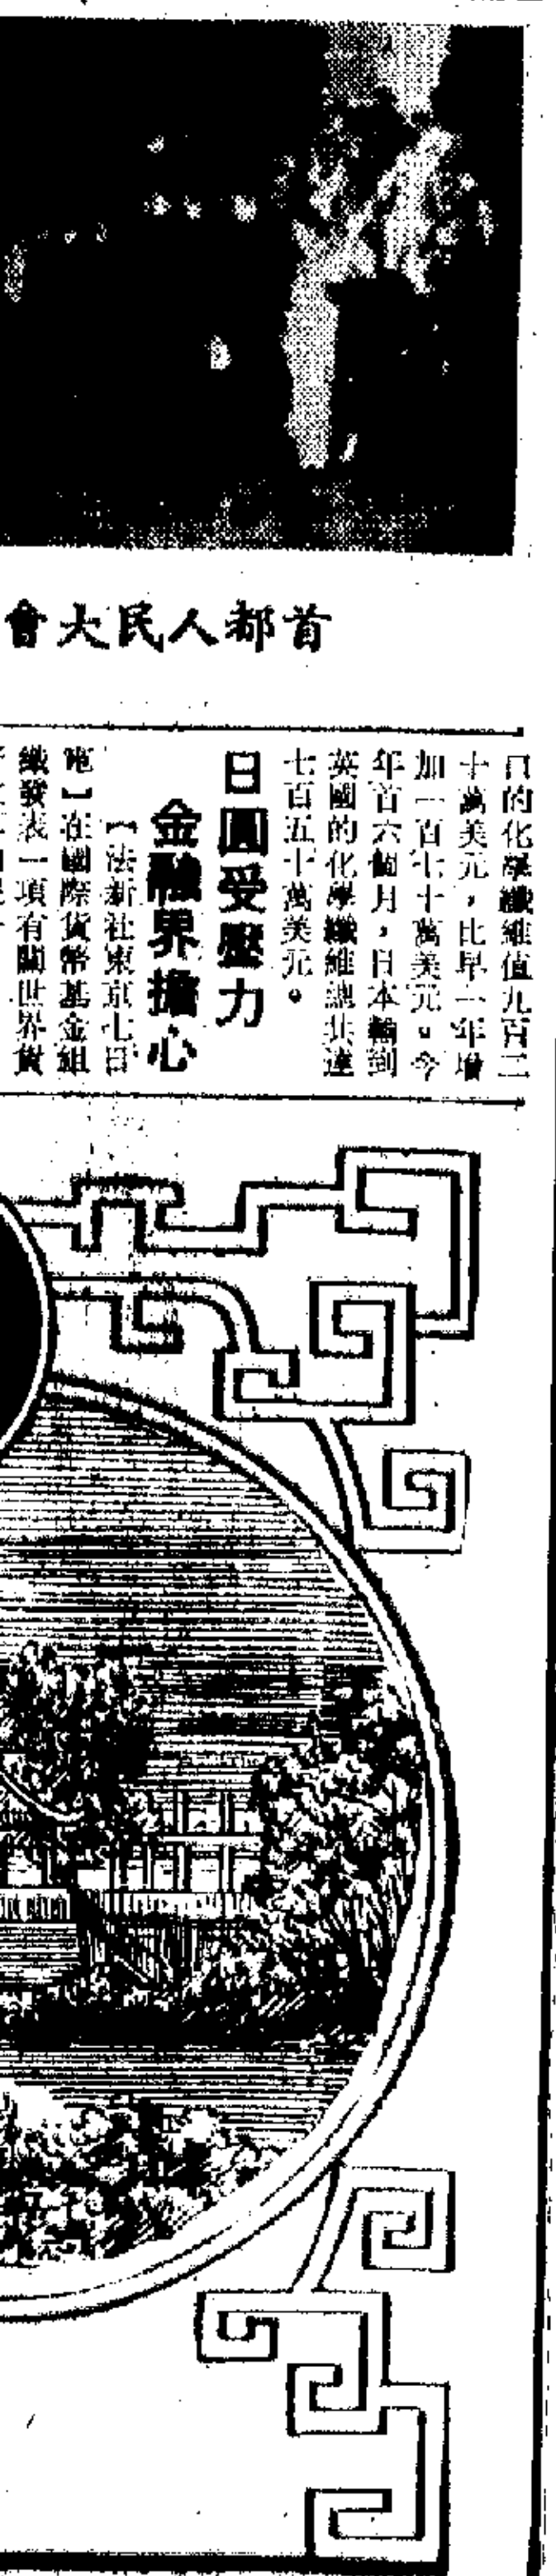 首都人民大會
口的化學纖維值九百二
十萬美元,比早一年增
加一百七十萬美元。今
年首六個月,日本輸到
英國的化學纖維總共達
七百五十萬美元。
日圓受壓力
金融界擔心
【法新社東京七日
電】在國際貨幣基金組
織發表一項有關世界貨